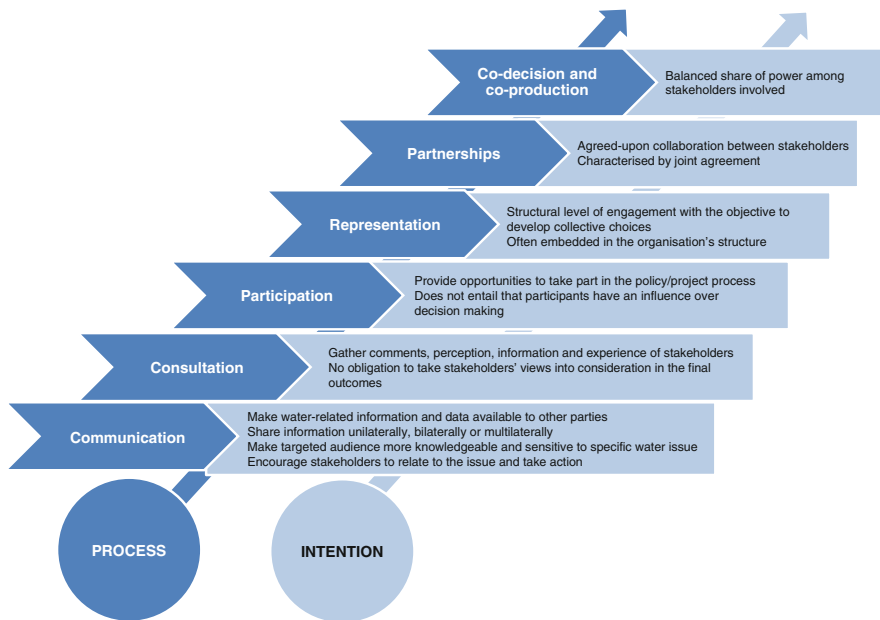 Co-decision and
co-production
Balanced share of power among
stakeholders involved
Partnerships
Agreed-upon collaboration between stakeholders
Characterised by joint agreement
Representation
Structural level of engagement with the objective to
develop collective choices
Often embedded in the organisation's structure
Participation
Provide opportunities to take part in the policy/project process
Does not entail that participants have an influence over
decision making
Consultation
Gather comments, perception, information and experience of stakeholders
No obligation to take stakeholders' views into consideration in the final
outcomes
Communication
Make water-related information and data available to other parties
Share information unilaterally, bilaterally or multilaterally
Make targeted audience more knowledgeable and sensitive to specific water issue
Encourage stakeholders to relate to the issue and take action
PROCESS
INTENTION